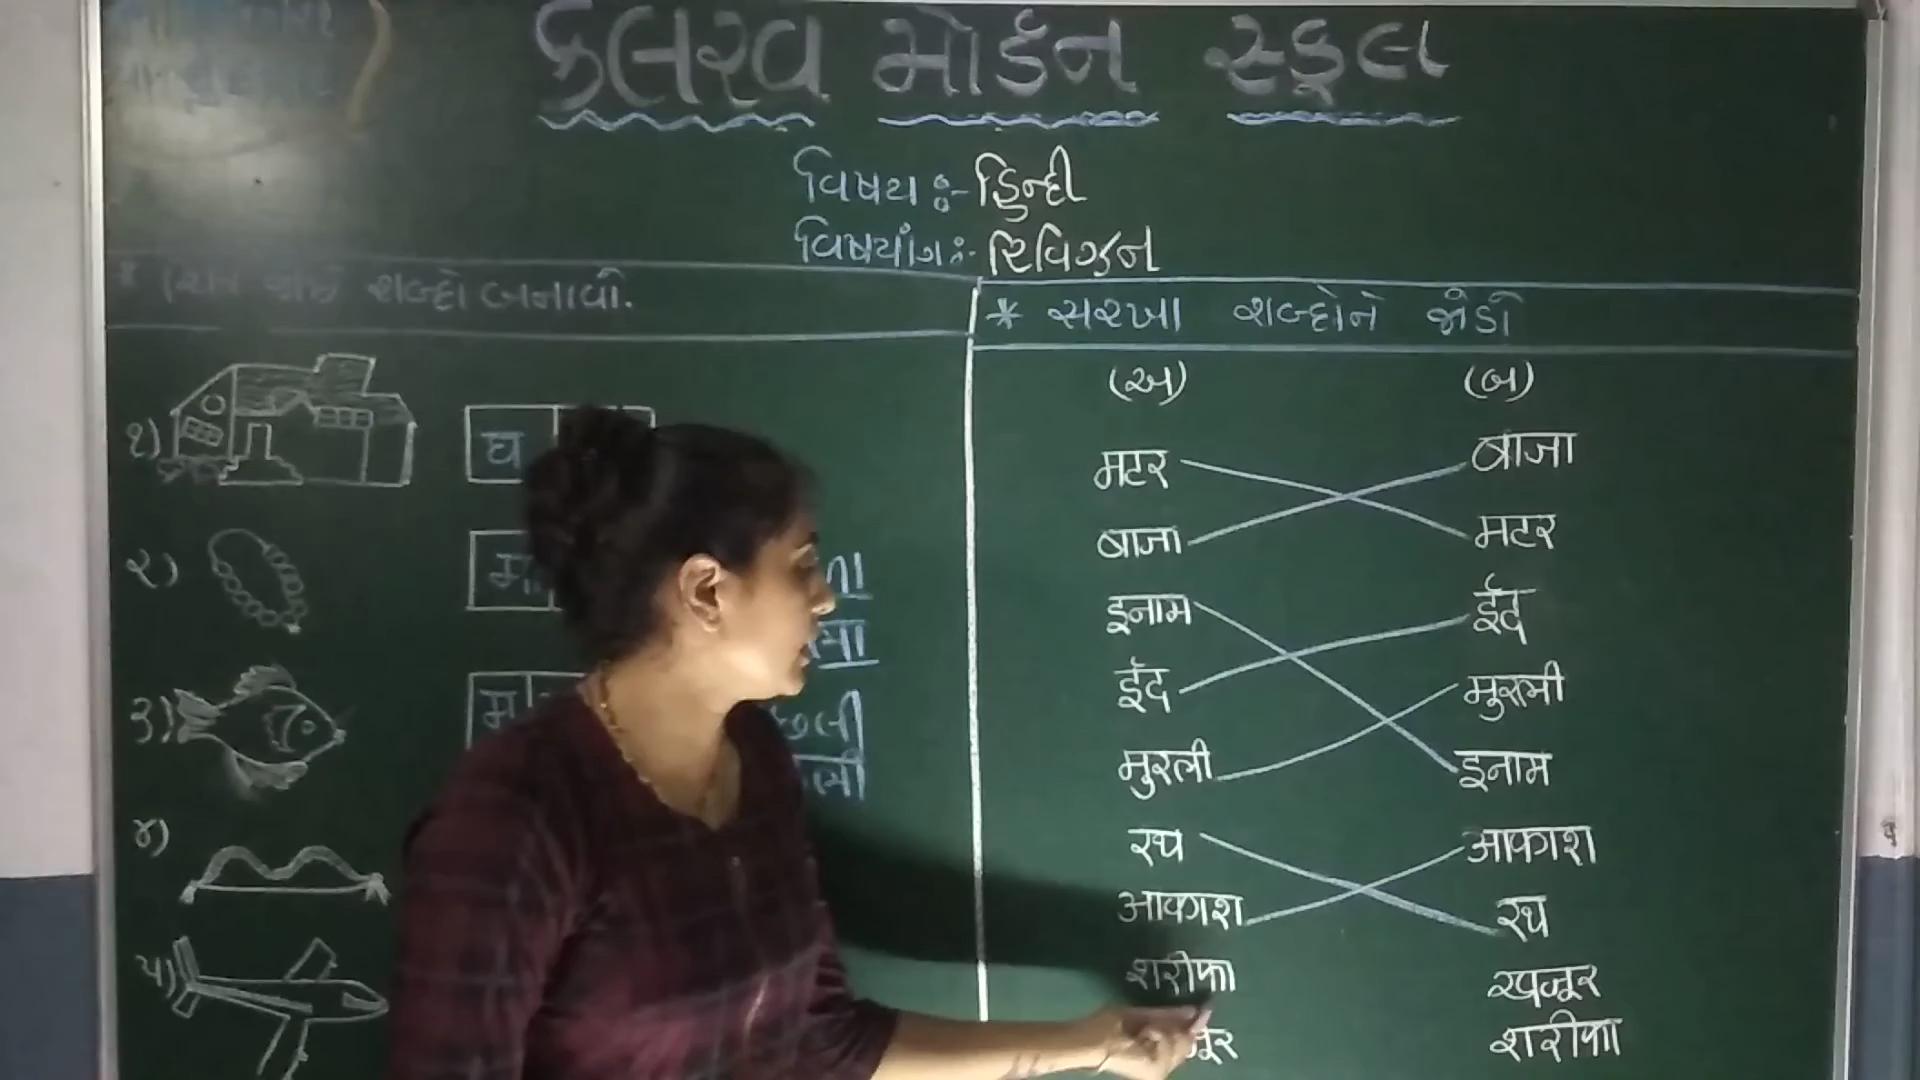 કલરવ મોર્ડન સ્કૂલ
વિષય :- હિન્દી
વિષયાંગ :- રિવિઝન
* ચિત્ર જોઈ શબ્દો બનાવો.
* સરખા શબ્દોને જોડો
(અ) (બ)
मटर बाजा
बाजा मटर
इनाम ईद
ईद मुरली
मुरली इनाम
रथ आकाश
आकाश रथ
शरीफा खजूर
शरीफा
१) घ
२) मा
३) म
४)
५)